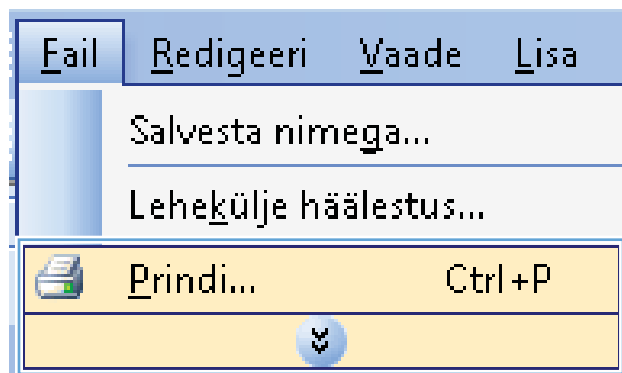 Fail Redigeeri Vaade Lisa
Salvesta nimega...
Lehekülje häälestus...
Prindi... Ctrl+P